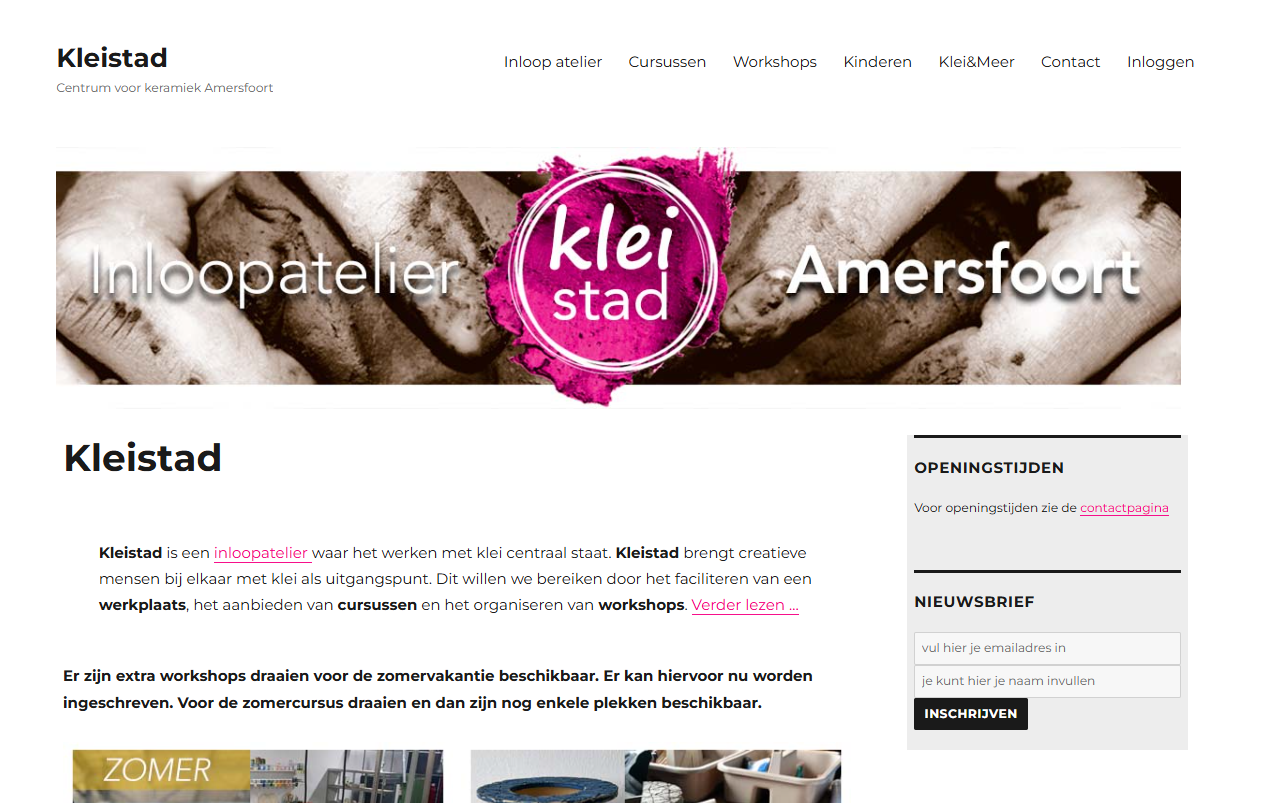 Kleistad
Centrum voor keramiek Amersfoort
Inloop atelier Cursussen Workshops Kinderen Klei&Meer Contact Inloggen
Inloopatelier
klei
stad
Amersfoort
Kleistad
Kleistad is een inloopatelier waar het werken met klei centraal staat. Kleistad brengt creatieve
mensen bij elkaar met klei als uitgangspunt. Dit willen we bereiken door het faciliteren van een
werkplaats, het aanbieden van cursussen en het organiseren van workshops. Verder lezen ...
Er zijn extra workshops draaien voor de zomervakantie beschikbaar. Er kan hiervoor nu worden
ingeschreven. Voor de zomercursus draaien en dan zijn nog enkele plekken beschikbaar.
ZOMER
OPENINGSTIJDEN
Voor openingstijden zie de contactpagina
NIEUWSBRIEF
vul hier je emailadres in
je kunt hier je naam invullen
INSCHRIJVEN